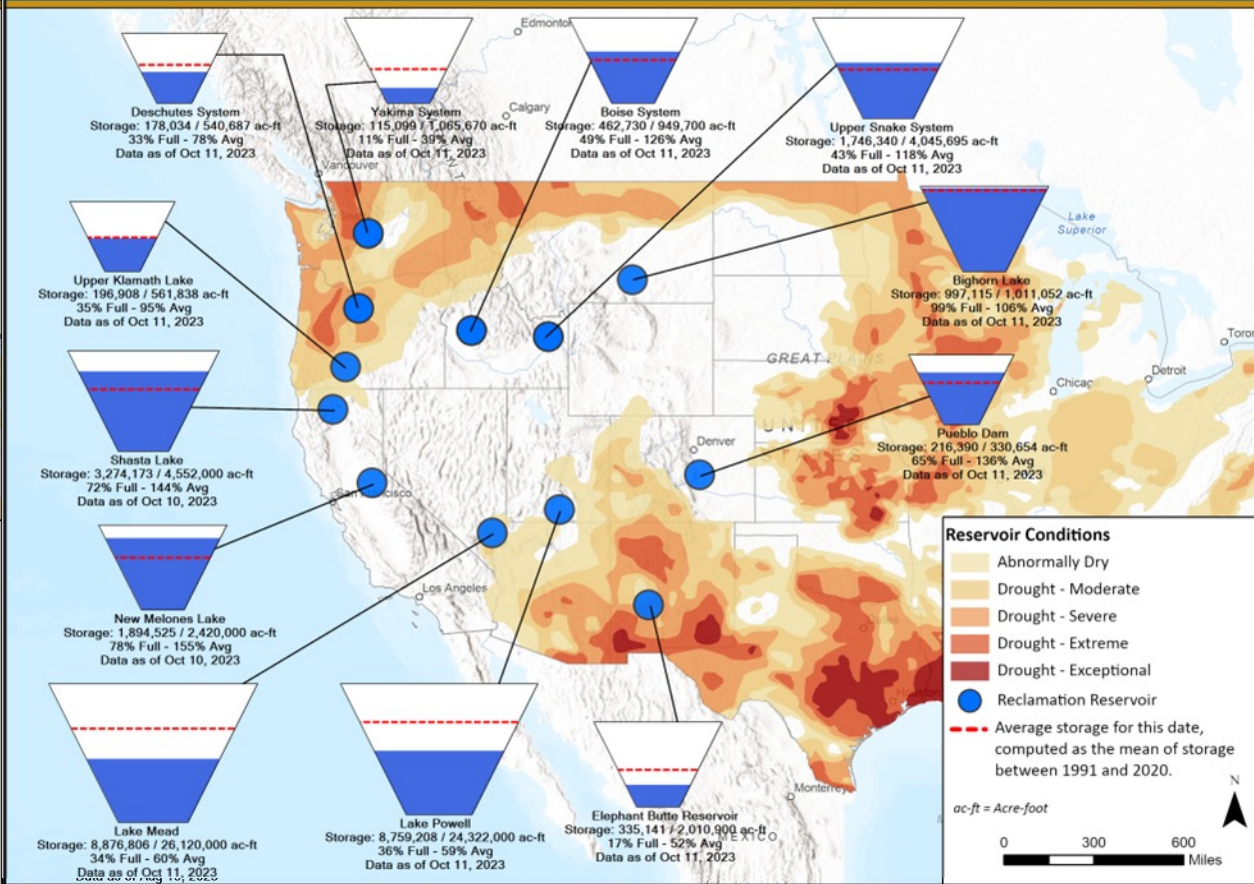 Edmonton
Calgary
Vancouver
Deschutes System
Storage: 178,034 / 540,687 ac-ft
33% Full - 78% Avg
Data as of Oct 11, 2023
Yakima System
Storage: 115,099 / 1,065,670 ac-ft
11% Full - 39% Avg
Data as of Oct 11, 2023
Boise System
Storage: 462,730 / 949,700 ac-ft
49% Full - 126% Avg
Data as of Oct 11, 2023
Upper Snake System
Storage: 1,746,340 / 4,045,695 ac-ft
43% Full - 118% Avg
Data as of Oct 11, 2023
Lake
Superior
Upper Klamath Lake
Storage: 196,908 / 561,838 ac-ft
35% Full - 95% Avg
Data as of Oct 11, 2023
Bighorn Lake
Storage: 997,115 / 1,011,052 ac-ft
99% Full - 106% Avg
Data as of Oct 11, 2023
GREAT PLAINS
Toron
Detroit
Chicago
Denver
UNITED
STATES
Pueblo Dam
Storage: 216,390 / 330,654 ac-ft
65% Full - 136% Avg
Data as of Oct 11, 2023
Shasta Lake
Storage: 3,274,173 / 4,552,000 ac-ft
72% Full - 144% Avg
Data as of Oct 10, 2023
San Francisco
Los Angeles
New Melones Lake
Storage: 1,894,525 / 2,420,000 ac-ft
78% Full - 155% Avg
Data as of Oct 10, 2023
Dallas
Houston
Monterrey
MEXICO
Lake Mead
Storage: 8,876,806 / 26,120,000 ac-ft
34% Full - 60% Avg
Data as of Oct 11, 2023
Lake Powell
Storage: 8,759,208 / 24,322,000 ac-ft
36% Full - 59% Avg
Data as of Oct 11, 2023
Elephant Butte Reservoir
Storage: 335,141 / 2,010,900 ac-ft
17% Full - 52% Avg
Data as of Oct 11, 2023
Reservoir Conditions
Abnormally Dry
Drought - Moderate
Drought - Severe
Drought - Extreme
Drought - Exceptional
Reclamation Reservoir
Average storage for this date,
computed as the mean of storage
between 1991 and 2020.
ac-ft = Acre-foot
N
0 300 600
Miles